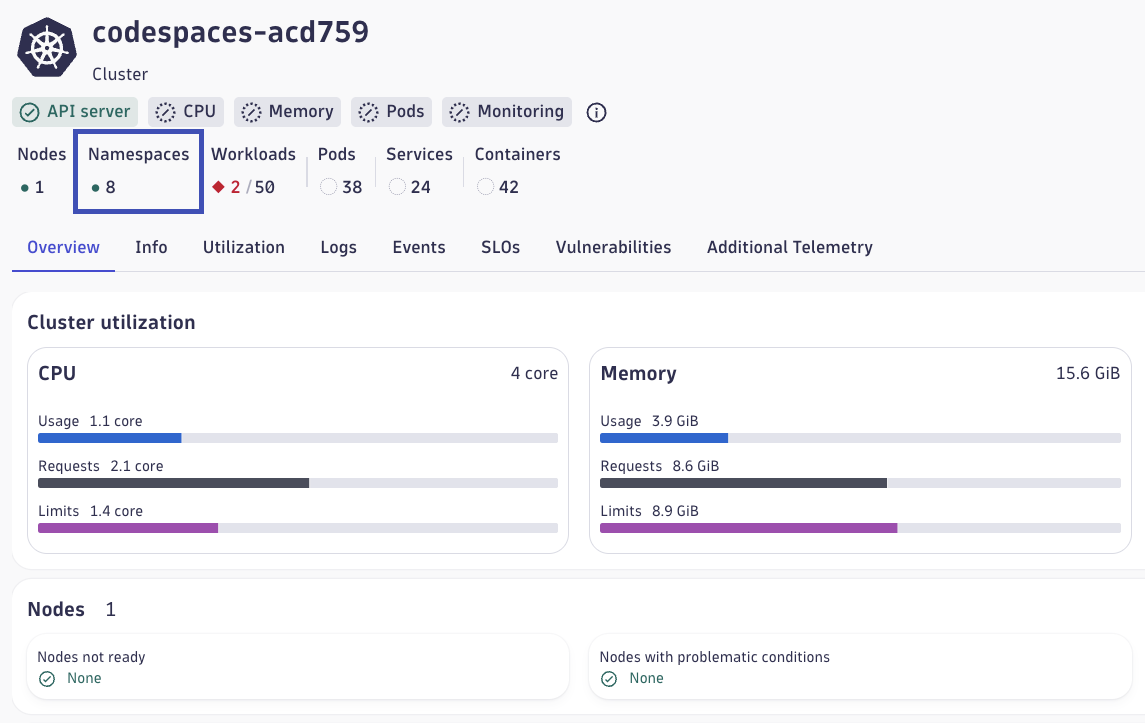 codespaces-acd759
Cluster
API server CPU Memory Pods Monitoring
Nodes Namespaces Workloads Pods Services Containers
1 8 2 / 50 38 24 42
Overview Info Utilization Logs Events SLOs Vulnerabilities Additional Telemetry
Cluster utilization
CPU 4 core
Usage 1.1 core
Requests 2.1 core
Limits 1.4 core
Memory 15.6 GiB
Usage 3.9 GiB
Requests 8.6 GiB
Limits 8.9 GiB
Nodes 1
Nodes not ready
None
Nodes with problematic conditions
None